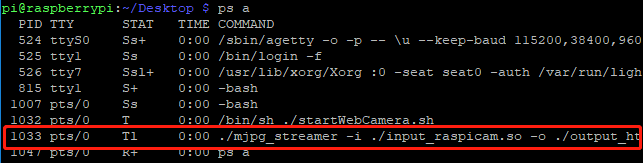 pi@raspberrypi:~/Desktop $ ps a
PID TTY STAT TIME COMMAND
524 ttyS0 Ss+ 0:00 /sbin/agetty -o -p -- \u --keep-baud 115200,38400,960
525 tty1 Ss 0:00 /bin/login -f
526 tty7 Ssl+ 0:00 /usr/lib/xorg/Xorg :0 -seat seat0 -auth /var/run/ligh
815 tty1 S+ 0:00 -bash
1007 pts/0 Ss 0:00 -bash
1032 pts/0 T 0:00 /bin/sh ./startWebCamera.sh
1033 pts/0 Tl 0:00 ./mjpg_streamer -i ./input_raspicam.so -o ./output_ht
1047 pts/0 R+ 0:00 ps a